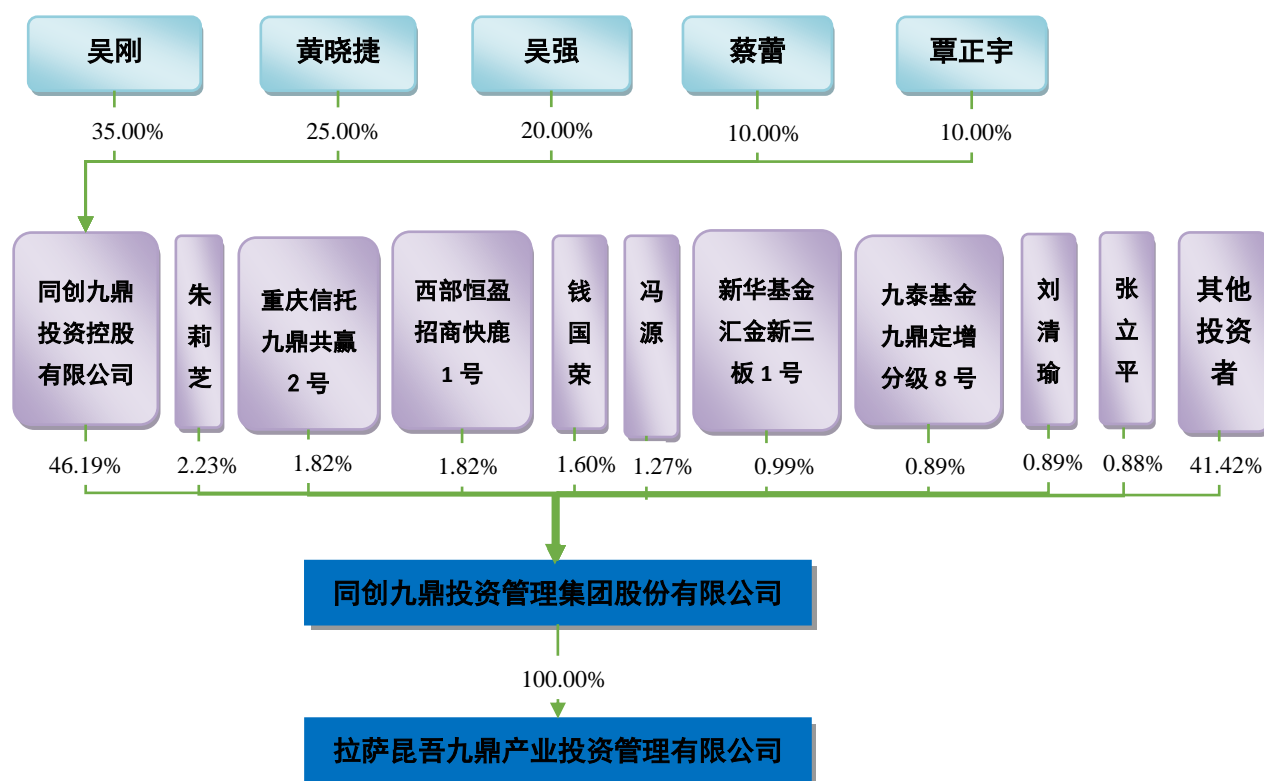 吴刚
黄晓捷
吴强
蔡蕾
覃正宇
35.00%
25.00%
20.00%
10.00%
10.00%
同创九鼎
投资控股
有限公司
朱
莉
芝
重庆信托
九鼎共赢
2 号
西部恒盈
招商快鹿
1 号
钱
国
荣
冯
源
新华基金
汇金新三
板 1 号
九泰基金
九鼎定增
分级 8 号
刘
清
瑜
张
立
平
其他
投资
者
46.19%
2.23%
1.82%
1.82%
1.60%
1.27%
0.99%
0.89%
0.89%
0.88%
41.42%
同创九鼎投资管理集团股份有限公司
100.00%
拉萨昆吾九鼎产业投资管理有限公司